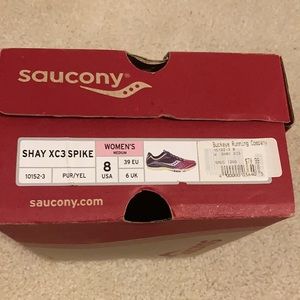 saucony
SHAY XC3 SPIKE
10152-3 PUR/YEL
WOMEN'S
MEDIUM
8
USA
39 EU
6 UK
Buckeye Running Company
saucony.com